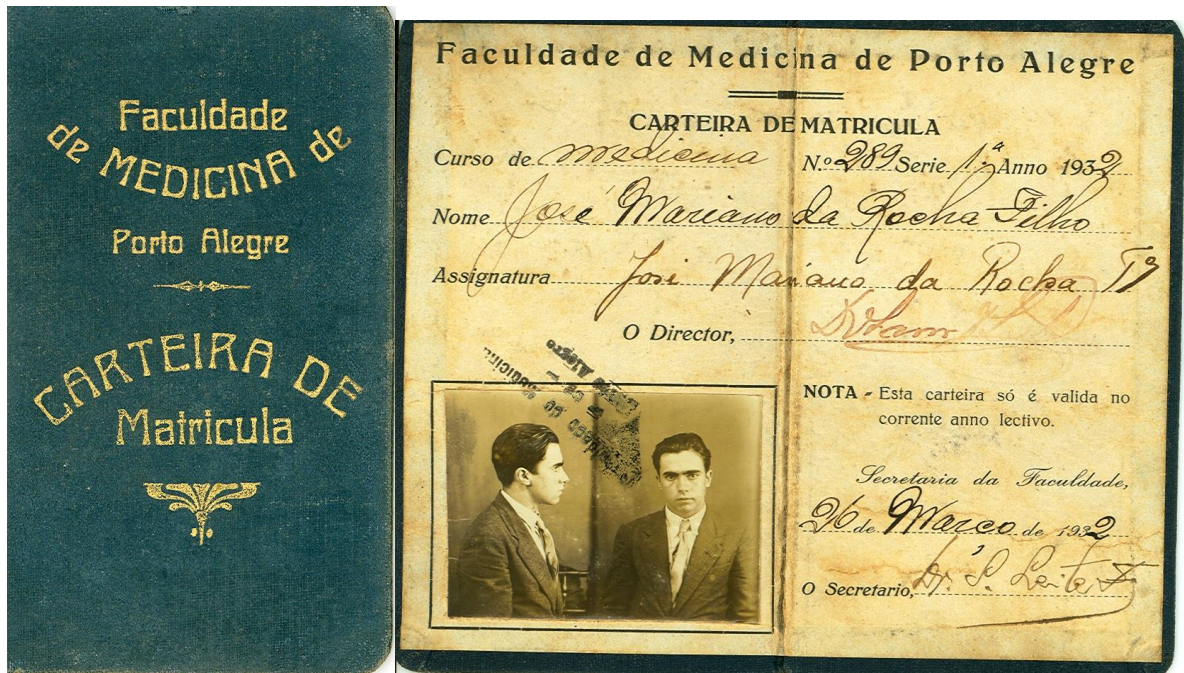 Faculdade
de MEDICINA de
Porto Alegre
CARTEIRA DE
Matricula
Faculdade de Medicina de Porto Alegre
CARTEIRA DE MATRICULA
Curso de medicina N.º 289 Serie 1.ª Anno 1932
Nome José Mariano da Rocha Filho
Assignatura José Mariano da Rocha Fº
O Director,
NOTA - Esta carteira só é valida no
corrente anno lectivo.
Secretaria da Faculdade,
26 de Março de 1932
O Secretario, Dr.